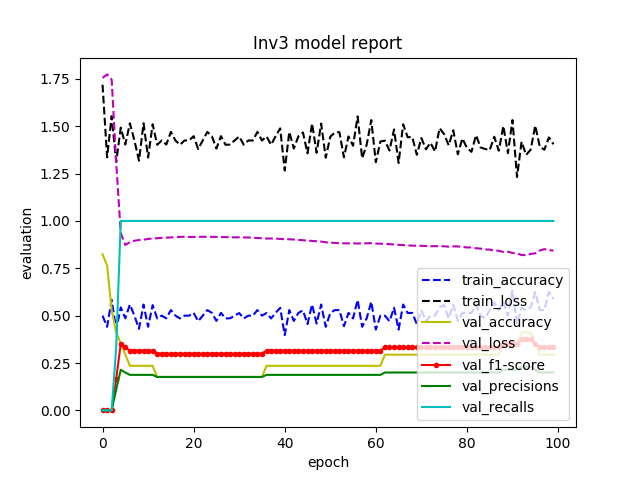 Inv3 model report
evaluation
1.75
1.50
1.25
1.00
0.75
0.50
0.25
0.00
train_accuracy
train_loss
val_accuracy
val_loss
val_f1-score
val_precisions
val_recalls
0 20 40 60 80 100
epoch